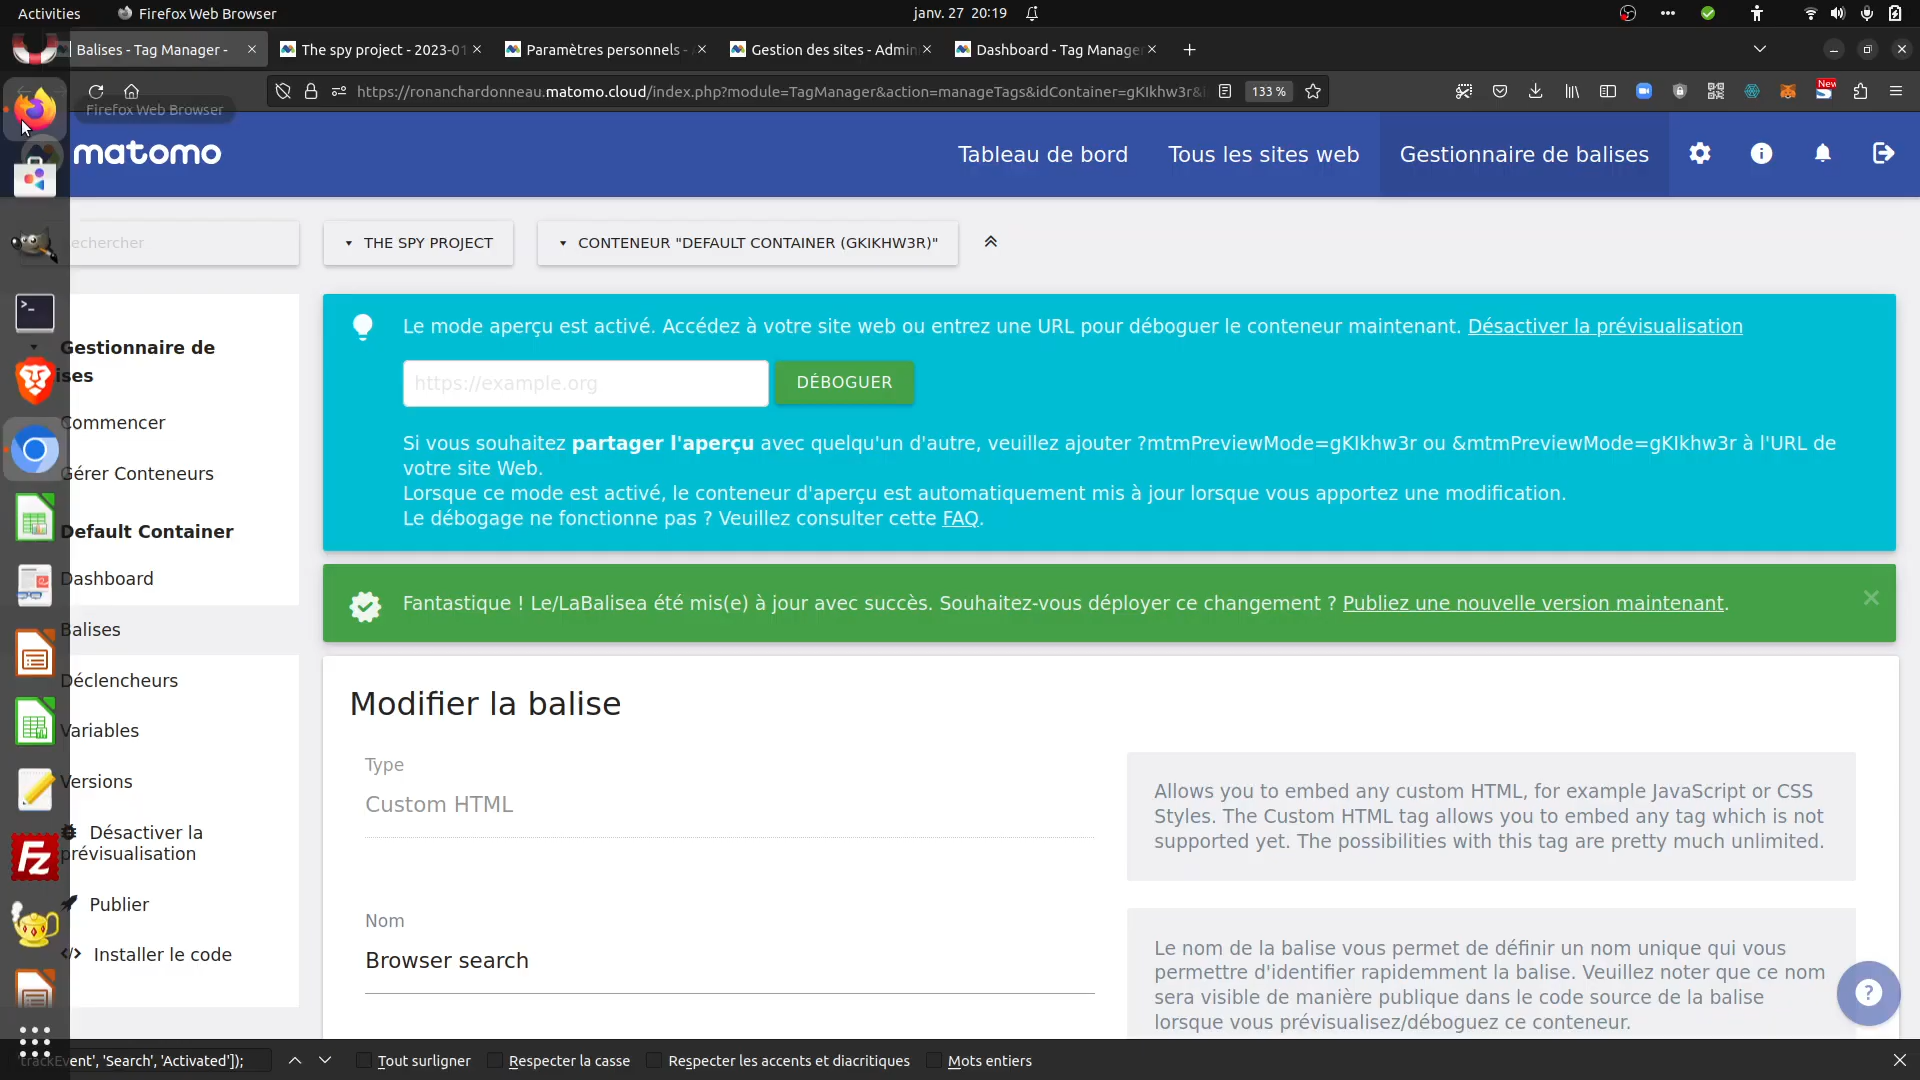 Activities
Firefox Web Browser
janv. 27 20:19
Balises - Tag Manager -
The spy project - 2023-01
Paramètres personnels -
Gestion des sites - Admin
Dashboard - Tag Manager
https://ronanchardonneau.matomo.cloud/index.php?module=TagManager&action=manageTags&idContainer=gKIkhw3r&
133 %
New
Firefox Web Browser
matomo
Tableau de bord
Tous les sites web
Gestionnaire de balises
echercher
THE SPY PROJECT
CONTENEUR "DEFAULT CONTAINER (GKIKHW3R)"
Gestionnaire de
ises
Commencer
Gérer Conteneurs
Default Container
Dashboard
Balises
Déclencheurs
Variables
Versions
Désactiver la
prévisualisation
Publier
Installer le code
Le mode aperçu est activé. Accédez à votre site web ou entrez une URL pour déboguer le conteneur maintenant. Désactiver la prévisualisation
https://example.org
DÉBOGUER
Si vous souhaitez partager l'aperçu avec quelqu'un d'autre, veuillez ajouter ?mtmPreviewMode=gKIkhw3r ou &mtmPreviewMode=gKIkhw3r à l'URL de
votre site Web.
Lorsque ce mode est activé, le conteneur d'aperçu est automatiquement mis à jour lorsque vous apportez une modification.
Le débogage ne fonctionne pas ? Veuillez consulter cette FAQ.
Fantastique ! Le/LaBalisea été mis(e) à jour avec succès. Souhaitez-vous déployer ce changement ? Publiez une nouvelle version maintenant.
Modifier la balise
Type
Custom HTML
Allows you to embed any custom HTML, for example JavaScript or CSS
Styles. The Custom HTML tag allows you to embed any tag which is not
supported yet. The possibilities with this tag are pretty much unlimited.
Nom
Browser search
Le nom de la balise vous permet de définir un nom unique qui vous
permettre d'identifier rapidemment la balise. Veuillez noter que ce nom
sera visible de manière publique dans le code source de la balise
lorsque vous prévisualisez/déboguez ce conteneur.
?
Fz
'trackEvent', 'Search', 'Activated']);
Tout surligner
Respecter la casse
Respecter les accents et diacritiques
Mots entiers